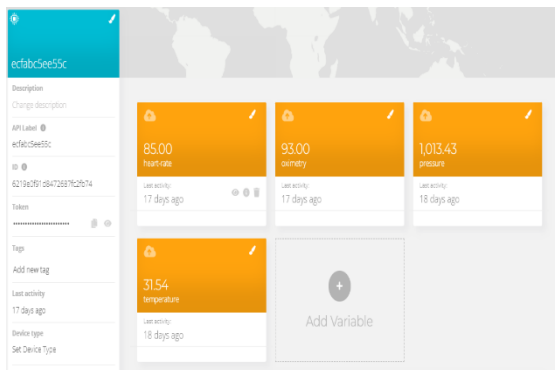 ecfabc5ee55c
Description
Change description
API Label
ecfabc5ee55c
ID
Token
Tags
Add new tag
Last activity
17 days ago
Device type
Set Device Type
85.00
heart-rate
Last activity
17 days ago
93.00
oximetry
Last activity
17 days ago
1,013.43
pressure
Last activity
18 days ago
31.54
temperature
Last activity
18 days ago
Add Variable